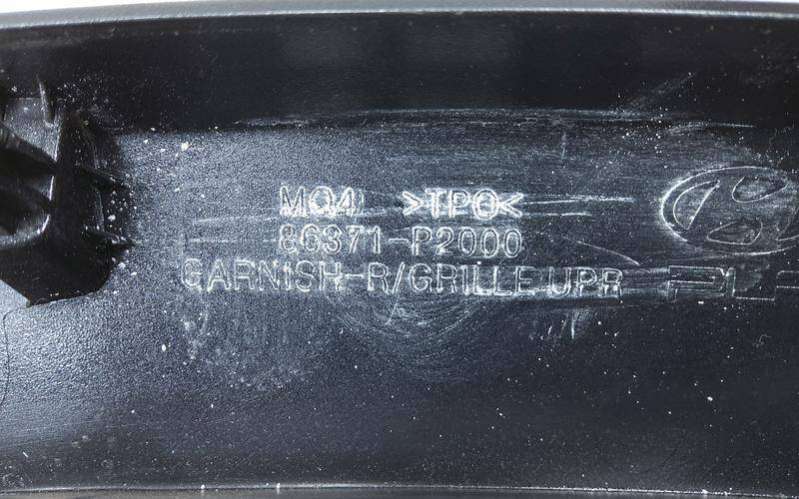 MQ4 >TPO<
86371-P2000
GARNISH-R/GRILLE UPR